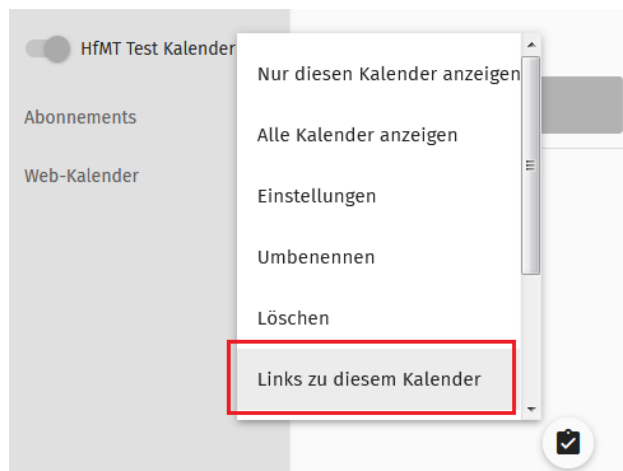 HfMT Test Kalender
Abonnements
Web-Kalender
Nur diesen Kalender anzeigen
Alle Kalender anzeigen
Einstellungen
Umbenennen
Löschen
Links zu diesem Kalender